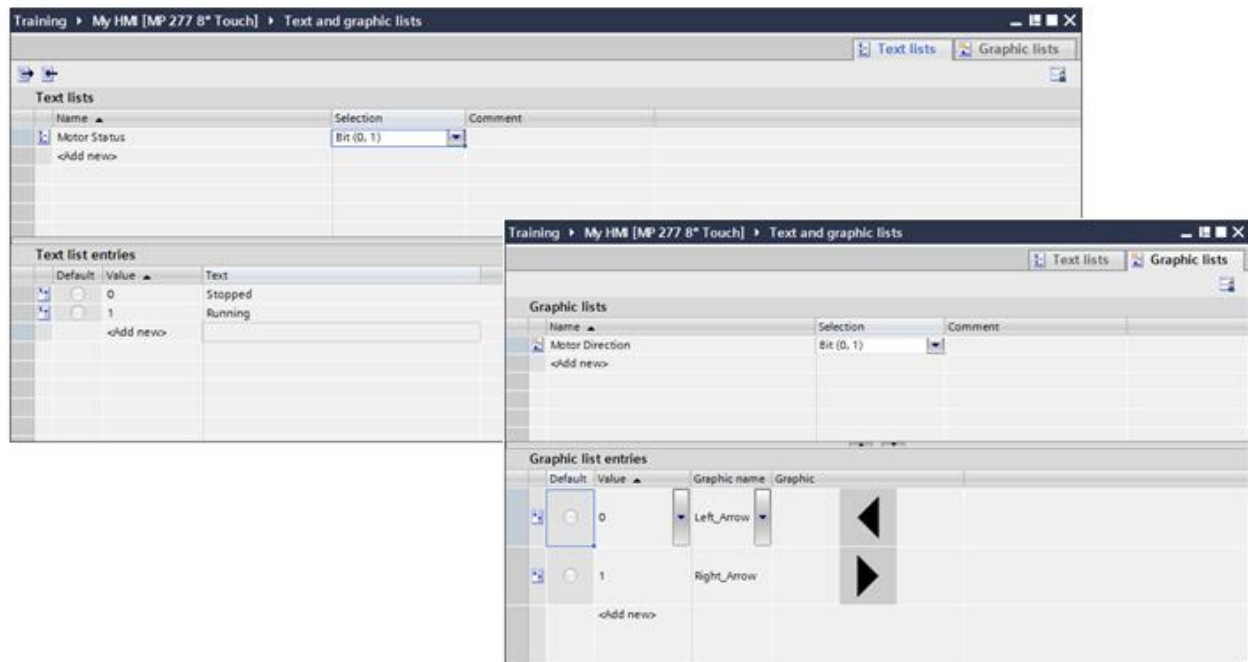 Training ▸ My HMI [MP 277 8" Touch] ▸ Text and graphic lists
Text lists Graphic lists
Text lists
Name Selection Comment
Motor Status Bit (0, 1)
<Add new>
Text list entries
Default Value Text
0 Stopped
1 Running
<Add new>
Training ▸ My HMI [MP 277 8" Touch] ▸ Text and graphic lists
Text lists Graphic lists
Graphic lists
Name Selection Comment
Motor Direction Bit (0, 1)
<Add new>
Graphic list entries
Default Value Graphic name Graphic
0 Left_Arrow
1 Right_Arrow
<Add new>